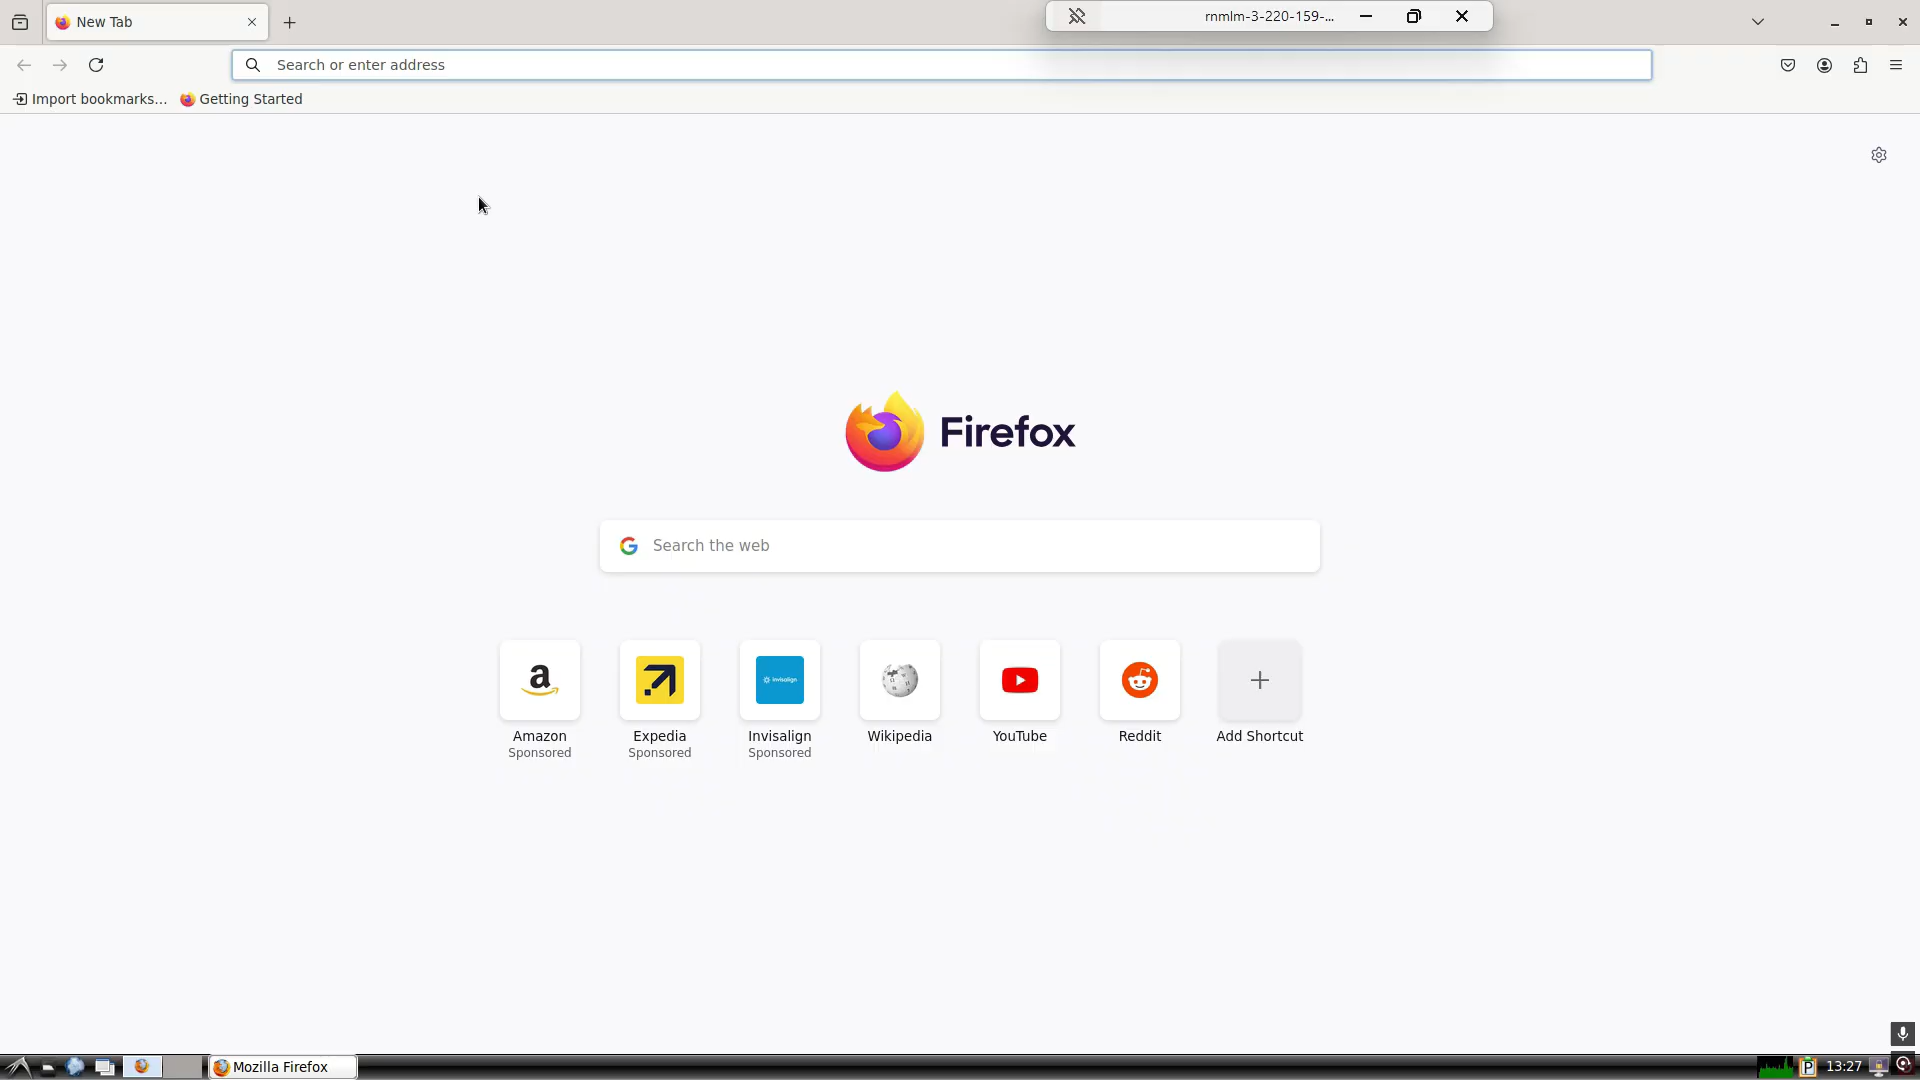 New Tab
rnmlm-3-220-159-...
Search or enter address
Import bookmarks...
Getting Started
Firefox
Search the web
invisalign
Amazon
Sponsored
Expedia
Sponsored
Invisalign
Sponsored
Wikipedia
YouTube
Reddit
Add Shortcut
Mozilla Firefox
13:27